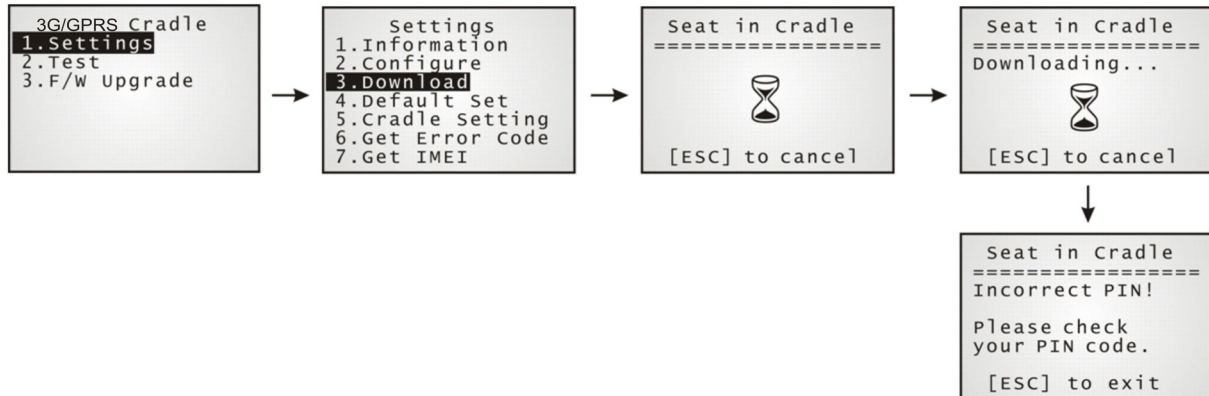 3G/GPRS Cradle
1.Settings
2.Test
3.F/W Upgrade
Settings
1.Information
2.Configure
3.Download
4.Default Set
5.Cradle Setting
6.Get Error Code
7.Get IMEI
Seat in Cradle
=================
[ESC] to cancel
Seat in Cradle
=================
Downloading...
[ESC] to cancel
Seat in Cradle
=================
Incorrect PIN!
Please check
your PIN code.
[ESC] to exit